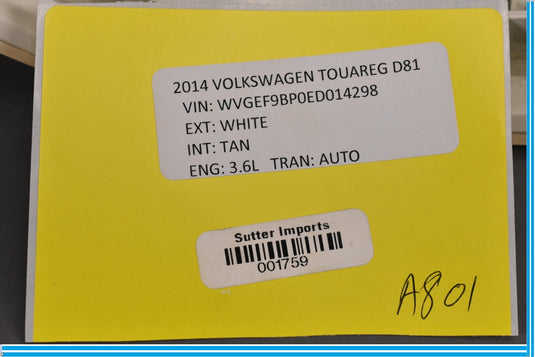 2014 VOLKSWAGEN TOUAREG D81
VIN: WVGEF9BP0ED014298
EXT: WHITE
INT: TAN
ENG: 3.6L TRAN: AUTO
Sutter Imports
001759
A801